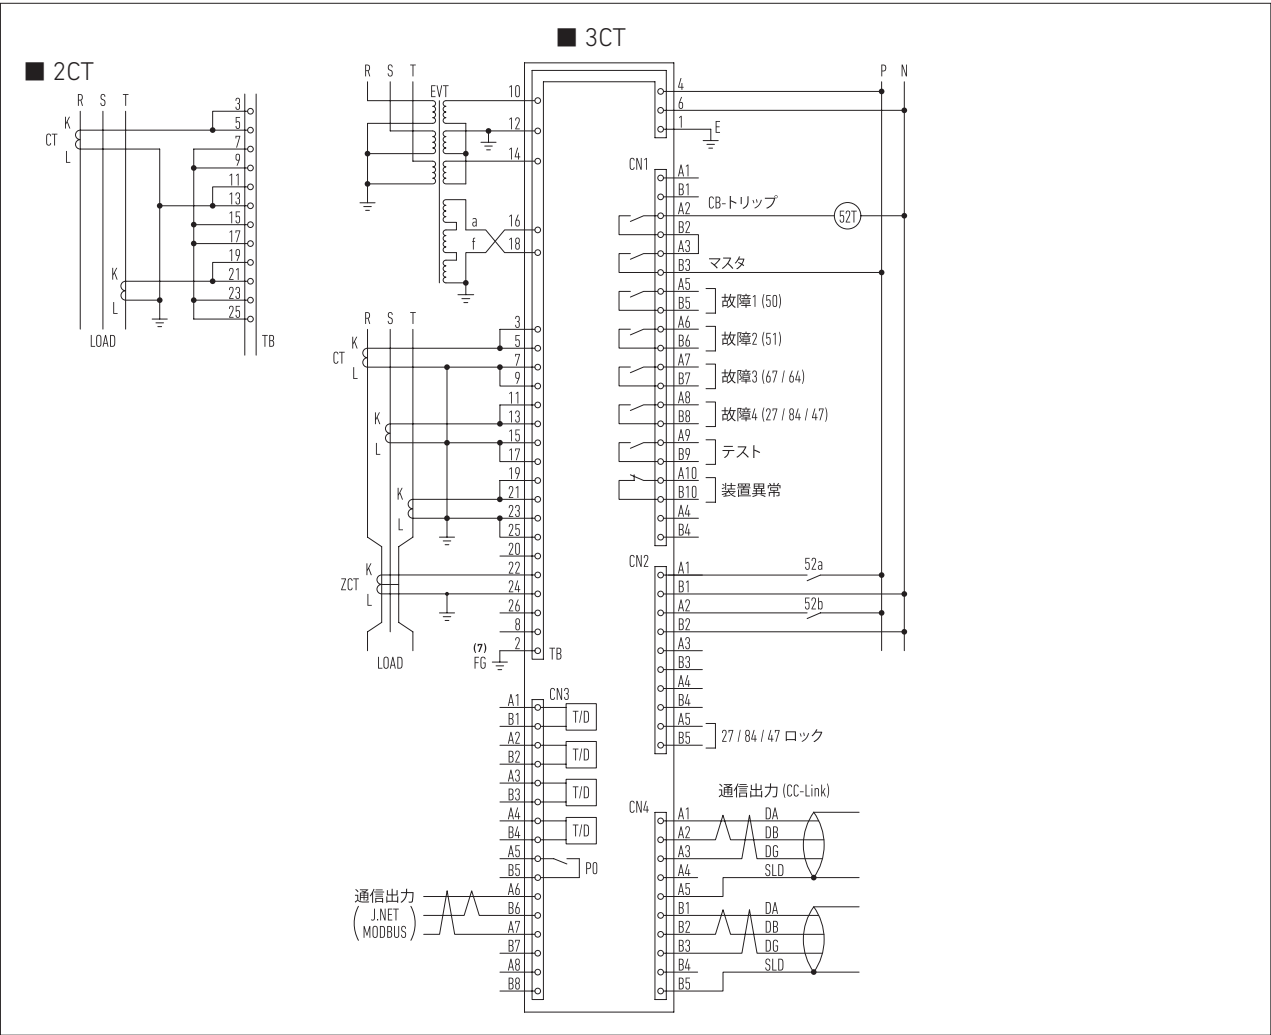 ■ 2CT
R S T
K
CT
L
K
L
LOAD
3
5
7
9
11
13
15
17
19
21
23
25
TB
■ 3CT
R S T
EVT
a
f
10
12
14
16
18
R S T
K
CT
L
K
L
K
L
K
ZCT
L
LOAD
3
5
7
9
11
13
15
17
19
21
23
25
20
22
24
26
8
2
(7)
FG
TB
P N
4
6
1
E
CN1
A1
B1
A2
CB-トリップ
52T
B2
A3
B3
マスタ
A5
B5
故障1 (50)
A6
B6
故障2 (51)
A7
B7
故障3 (67 / 64)
A8
B8
故障4 (27 / 84 / 47)
A9
B9
テスト
A10
B10
装置異常
A4
B4
CN2
A1
52a
B1
A2
52b
B2
A3
B3
A4
B4
A5
B5
27 / 84 / 47 ロック
CN3
A1
B1
T/D
A2
B2
T/D
A3
B3
T/D
A4
B4
T/D
A5
B5
PO
A6
B6
A7
B7
A8
B8
通信出力
(J.NET
MODBUS)
通信出力 (CC-Link)
CN4
A1 DA
A2 DB
A3 DG
A4 SLD
A5
B1 DA
B2 DB
B3 DG
B4 SLD
B5